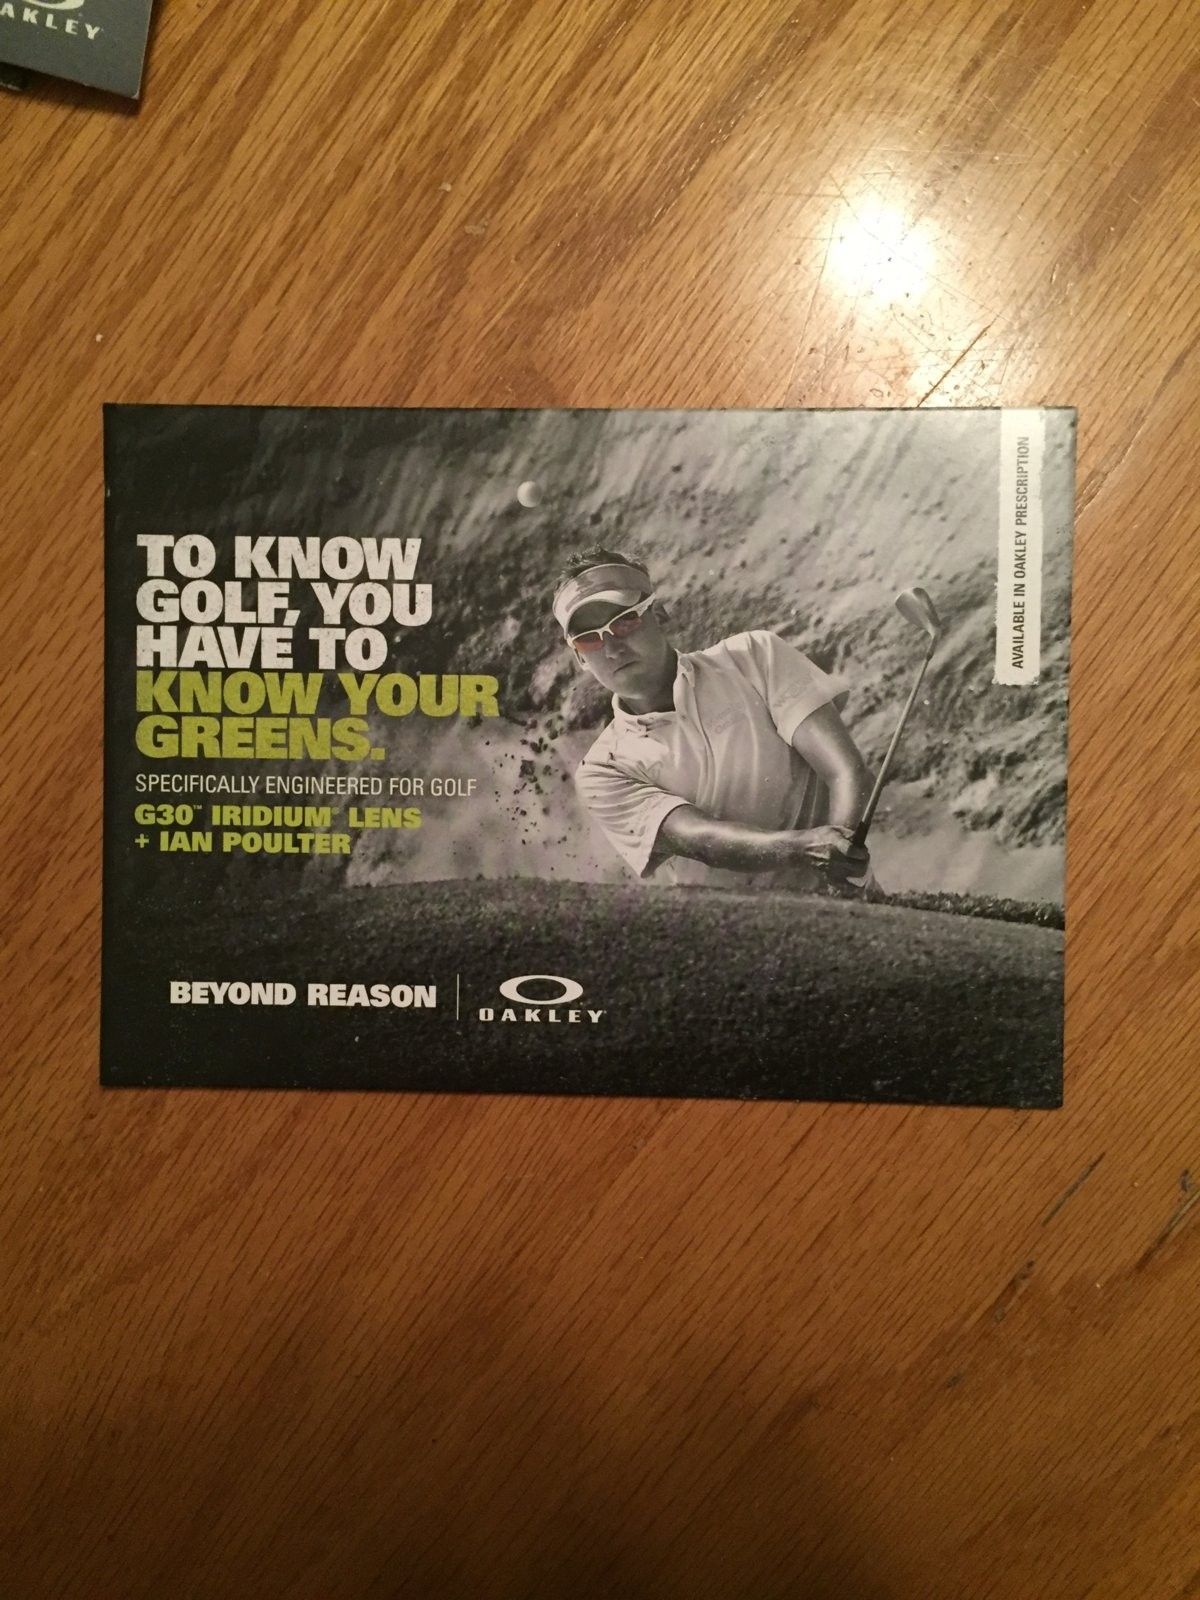 AKLEY
TO KNOW
GOLF, YOU
HAVE TO
KNOW YOUR
GREENS.
SPECIFICALLY ENGINEERED FOR GOLF
G30™ IRIDIUM® LENS
+ IAN POULTER
BEYOND REASON
OAKLEY
AVAILABLE IN OAKLEY PRESCRIPTION